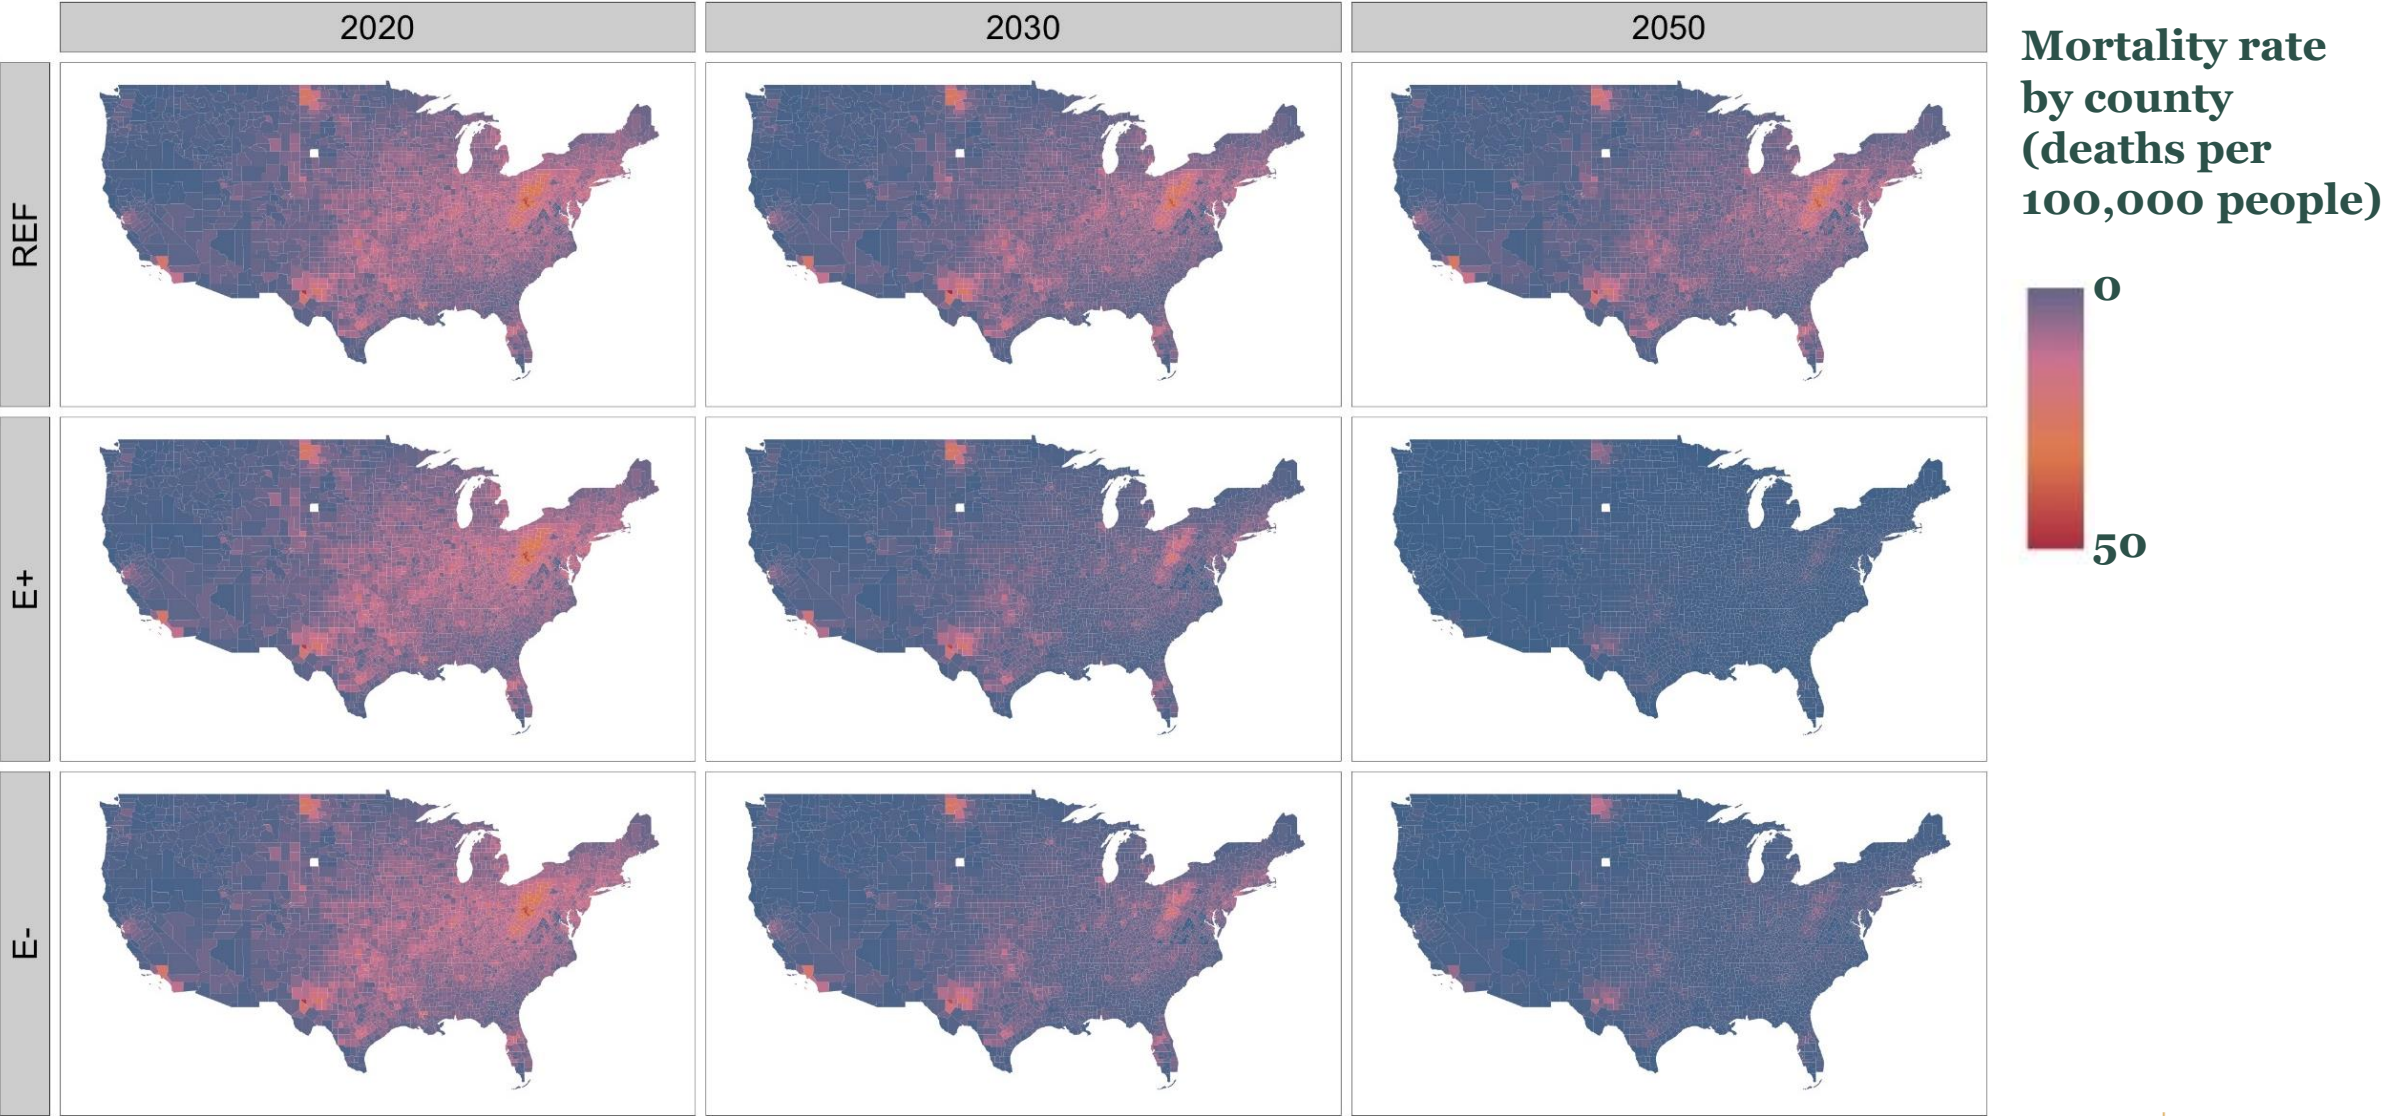 2020
2030
2050
Mortality rate
by county
(deaths per
100,000 people)
0
50
REF
E+
E-